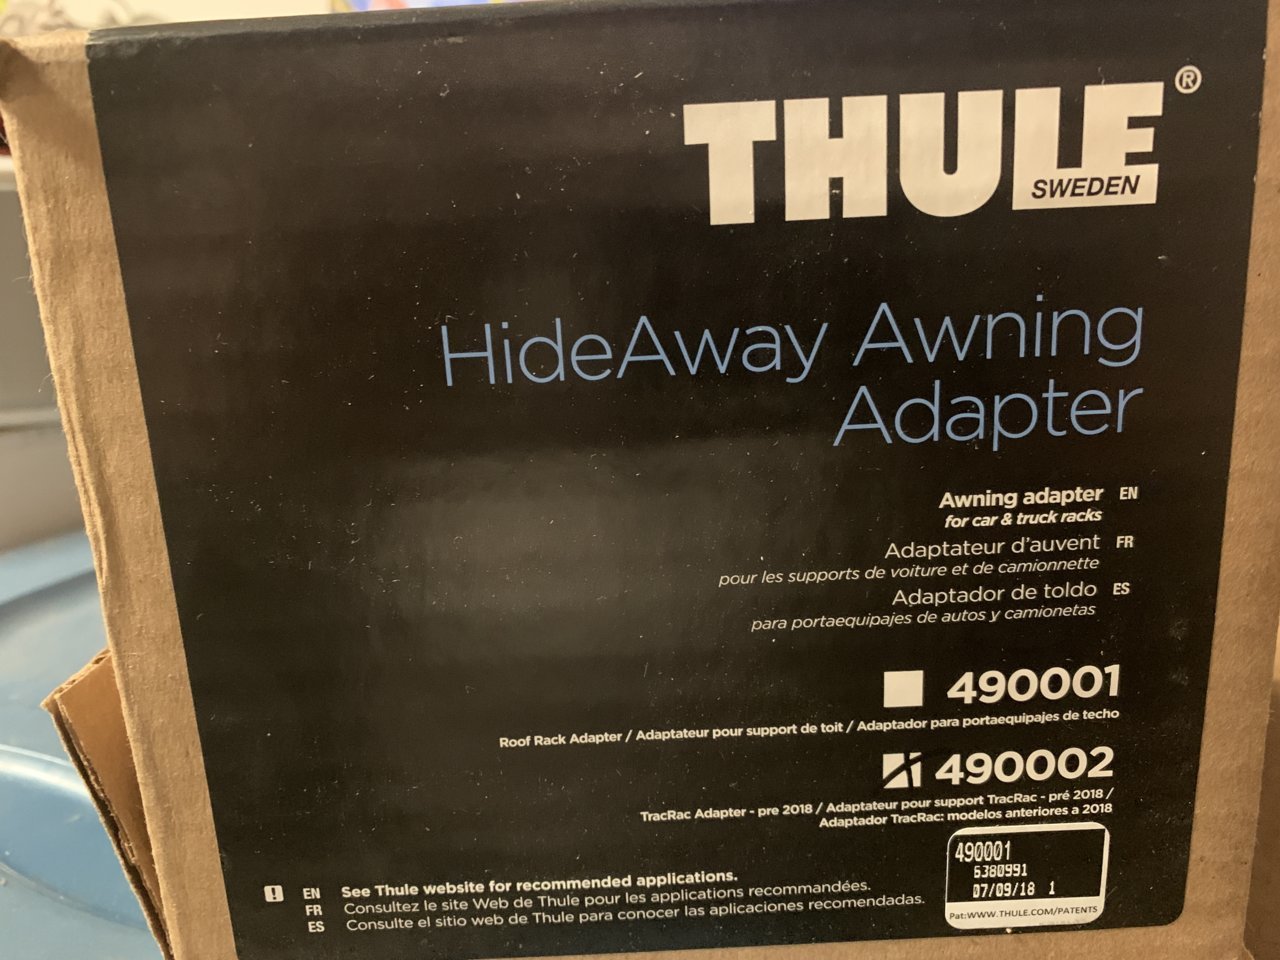 THULE®
SWEDEN
HideAway Awning
Adapter
Awning adapter EN
for car & truck racks
Adaptateur d'auvent FR
pour les supports de voiture et de camionnette
Adaptador de toldo ES
para portaequipajes de autos y camionetas
490001
Roof Rack Adapter / Adaptateur pour support de toit / Adaptador para portaequipajes de techo
490002
TracRac Adapter - pre 2018 / Adaptateur pour support TracRac - pré 2018 /
Adaptador TracRac: modelos anteriores a 2018
490001
6380991
07/09/18 1
Pat:WWW.THULE.COM/PATENTS
! EN See Thule website for recommended applications.
FR Consultez le site Web de Thule pour les applications recommandées.
ES Consulte el sitio web de Thule para conocer las aplicaciones recomendadas.